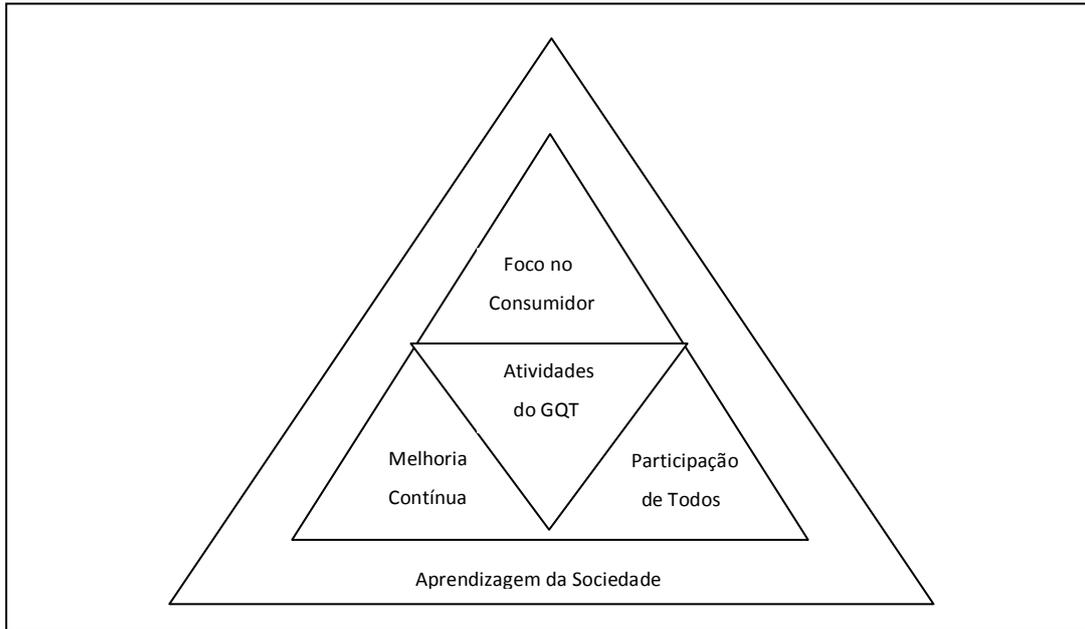 Foco no
Consumidor
Atividades
do GQT
Melhoria
Contínua
Participação
de Todos
Aprendizagem da Sociedade